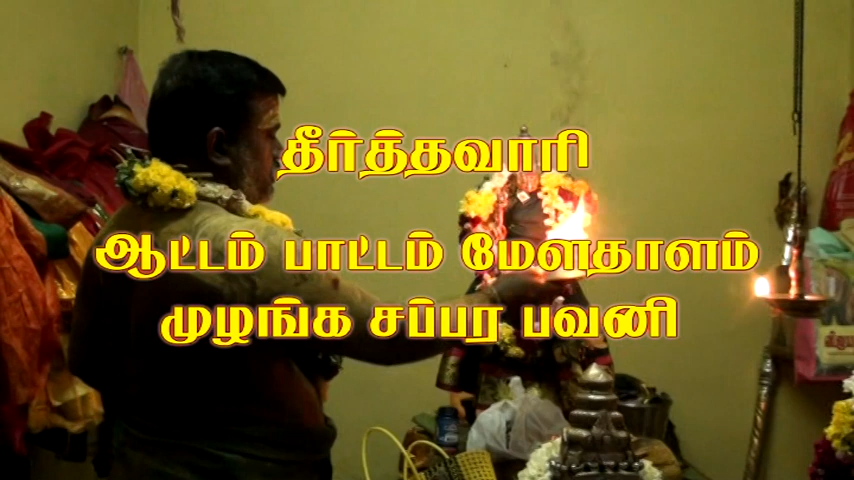 தீர்த்தவாரி
ஆட்டம் பாட்டம் மேளதாளம்
முழங்க சப்பர பவனி